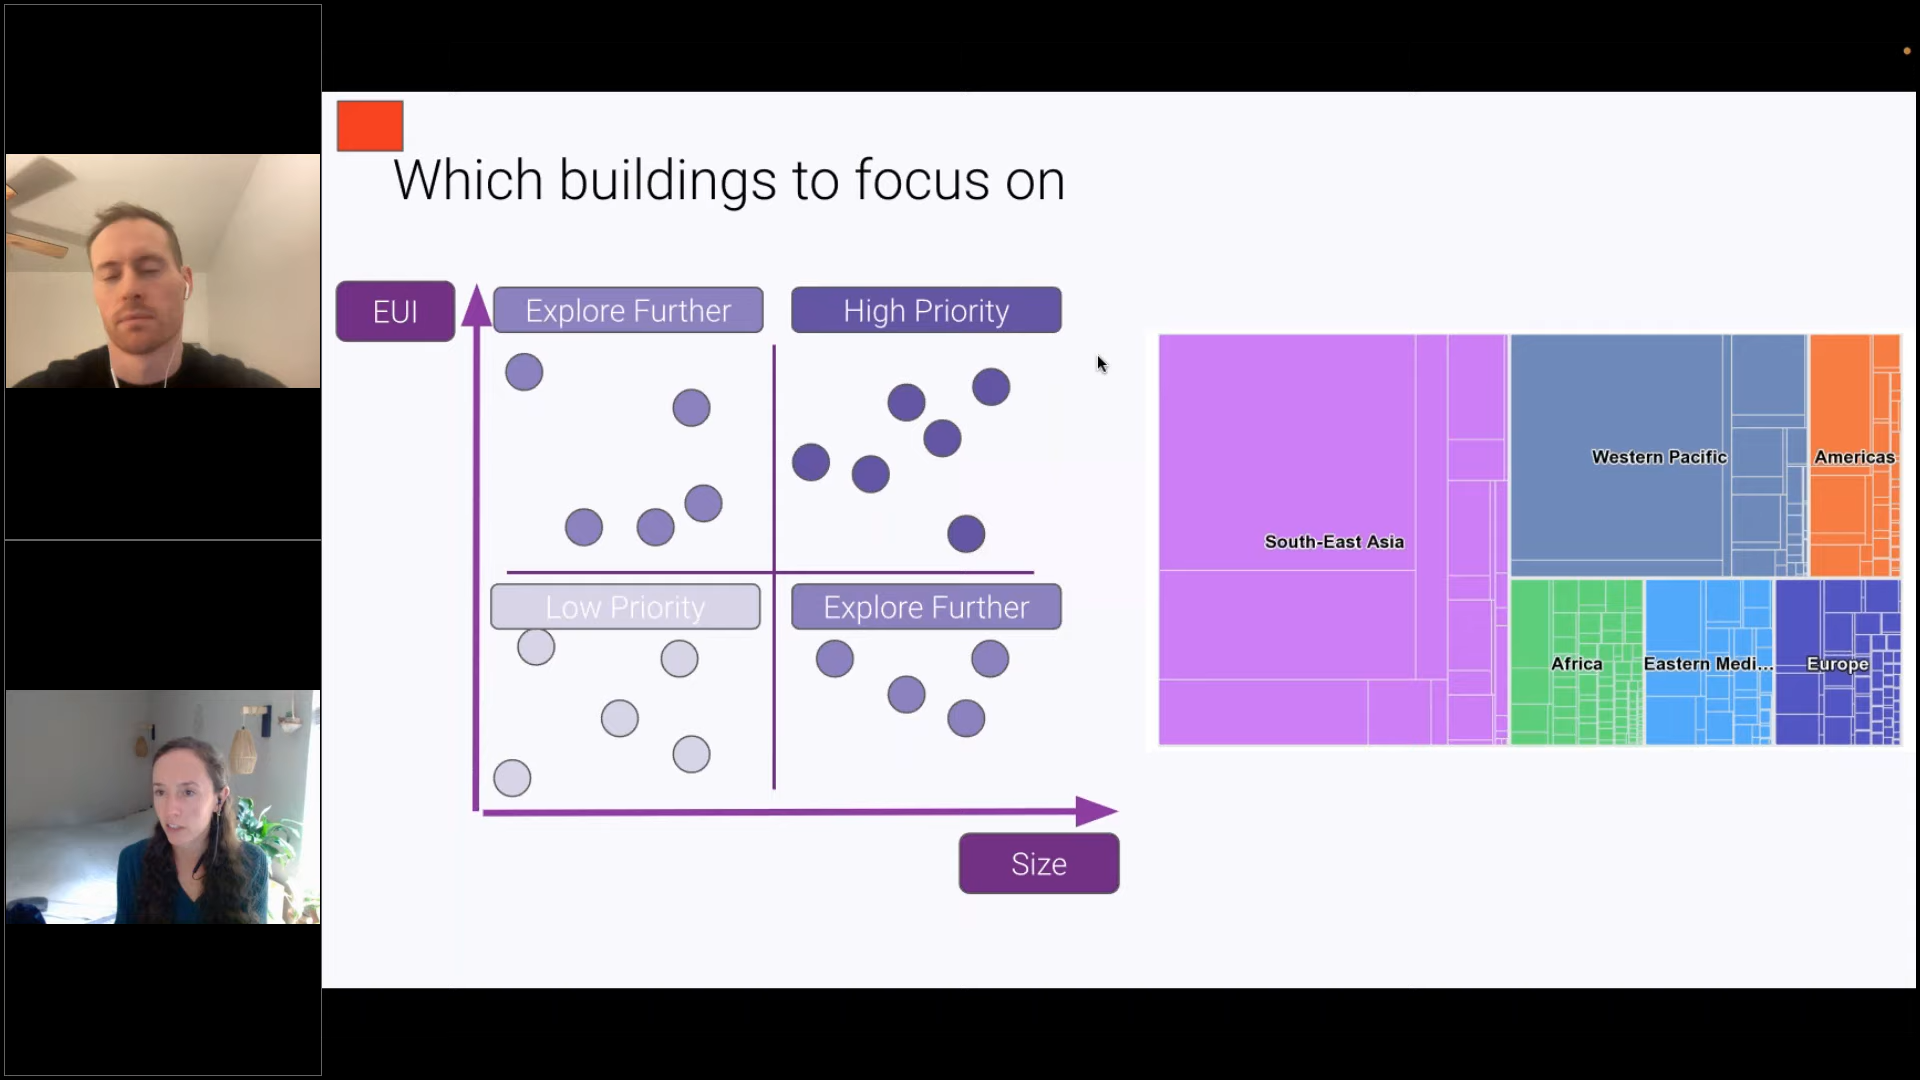 Which buildings to focus on
EUI
Explore Further
High Priority
Low Priority
Explore Further
Size
South-East Asia
Western Pacific
Americas
Africa
Eastern Medi...
Europe